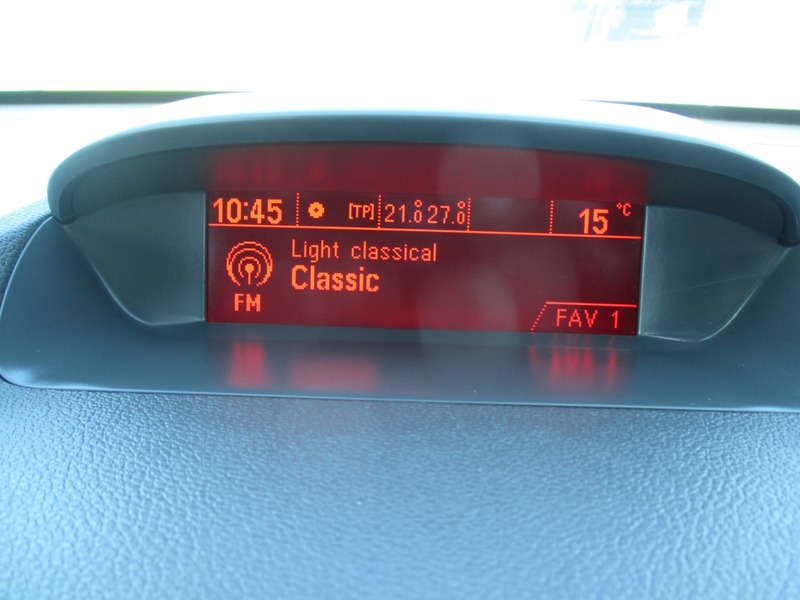 10:45 [TP] 21.0° 27.0° 15 °C
Light classical
Classic
FM
FAV 1